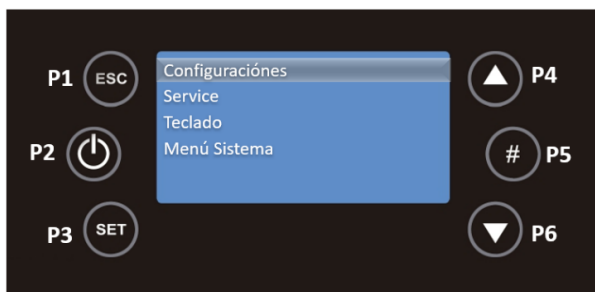 P1 ESC
Configuraciónes
P4
Service
Teclado
P2
Menú Sistema
# P5
P3 SET
P6